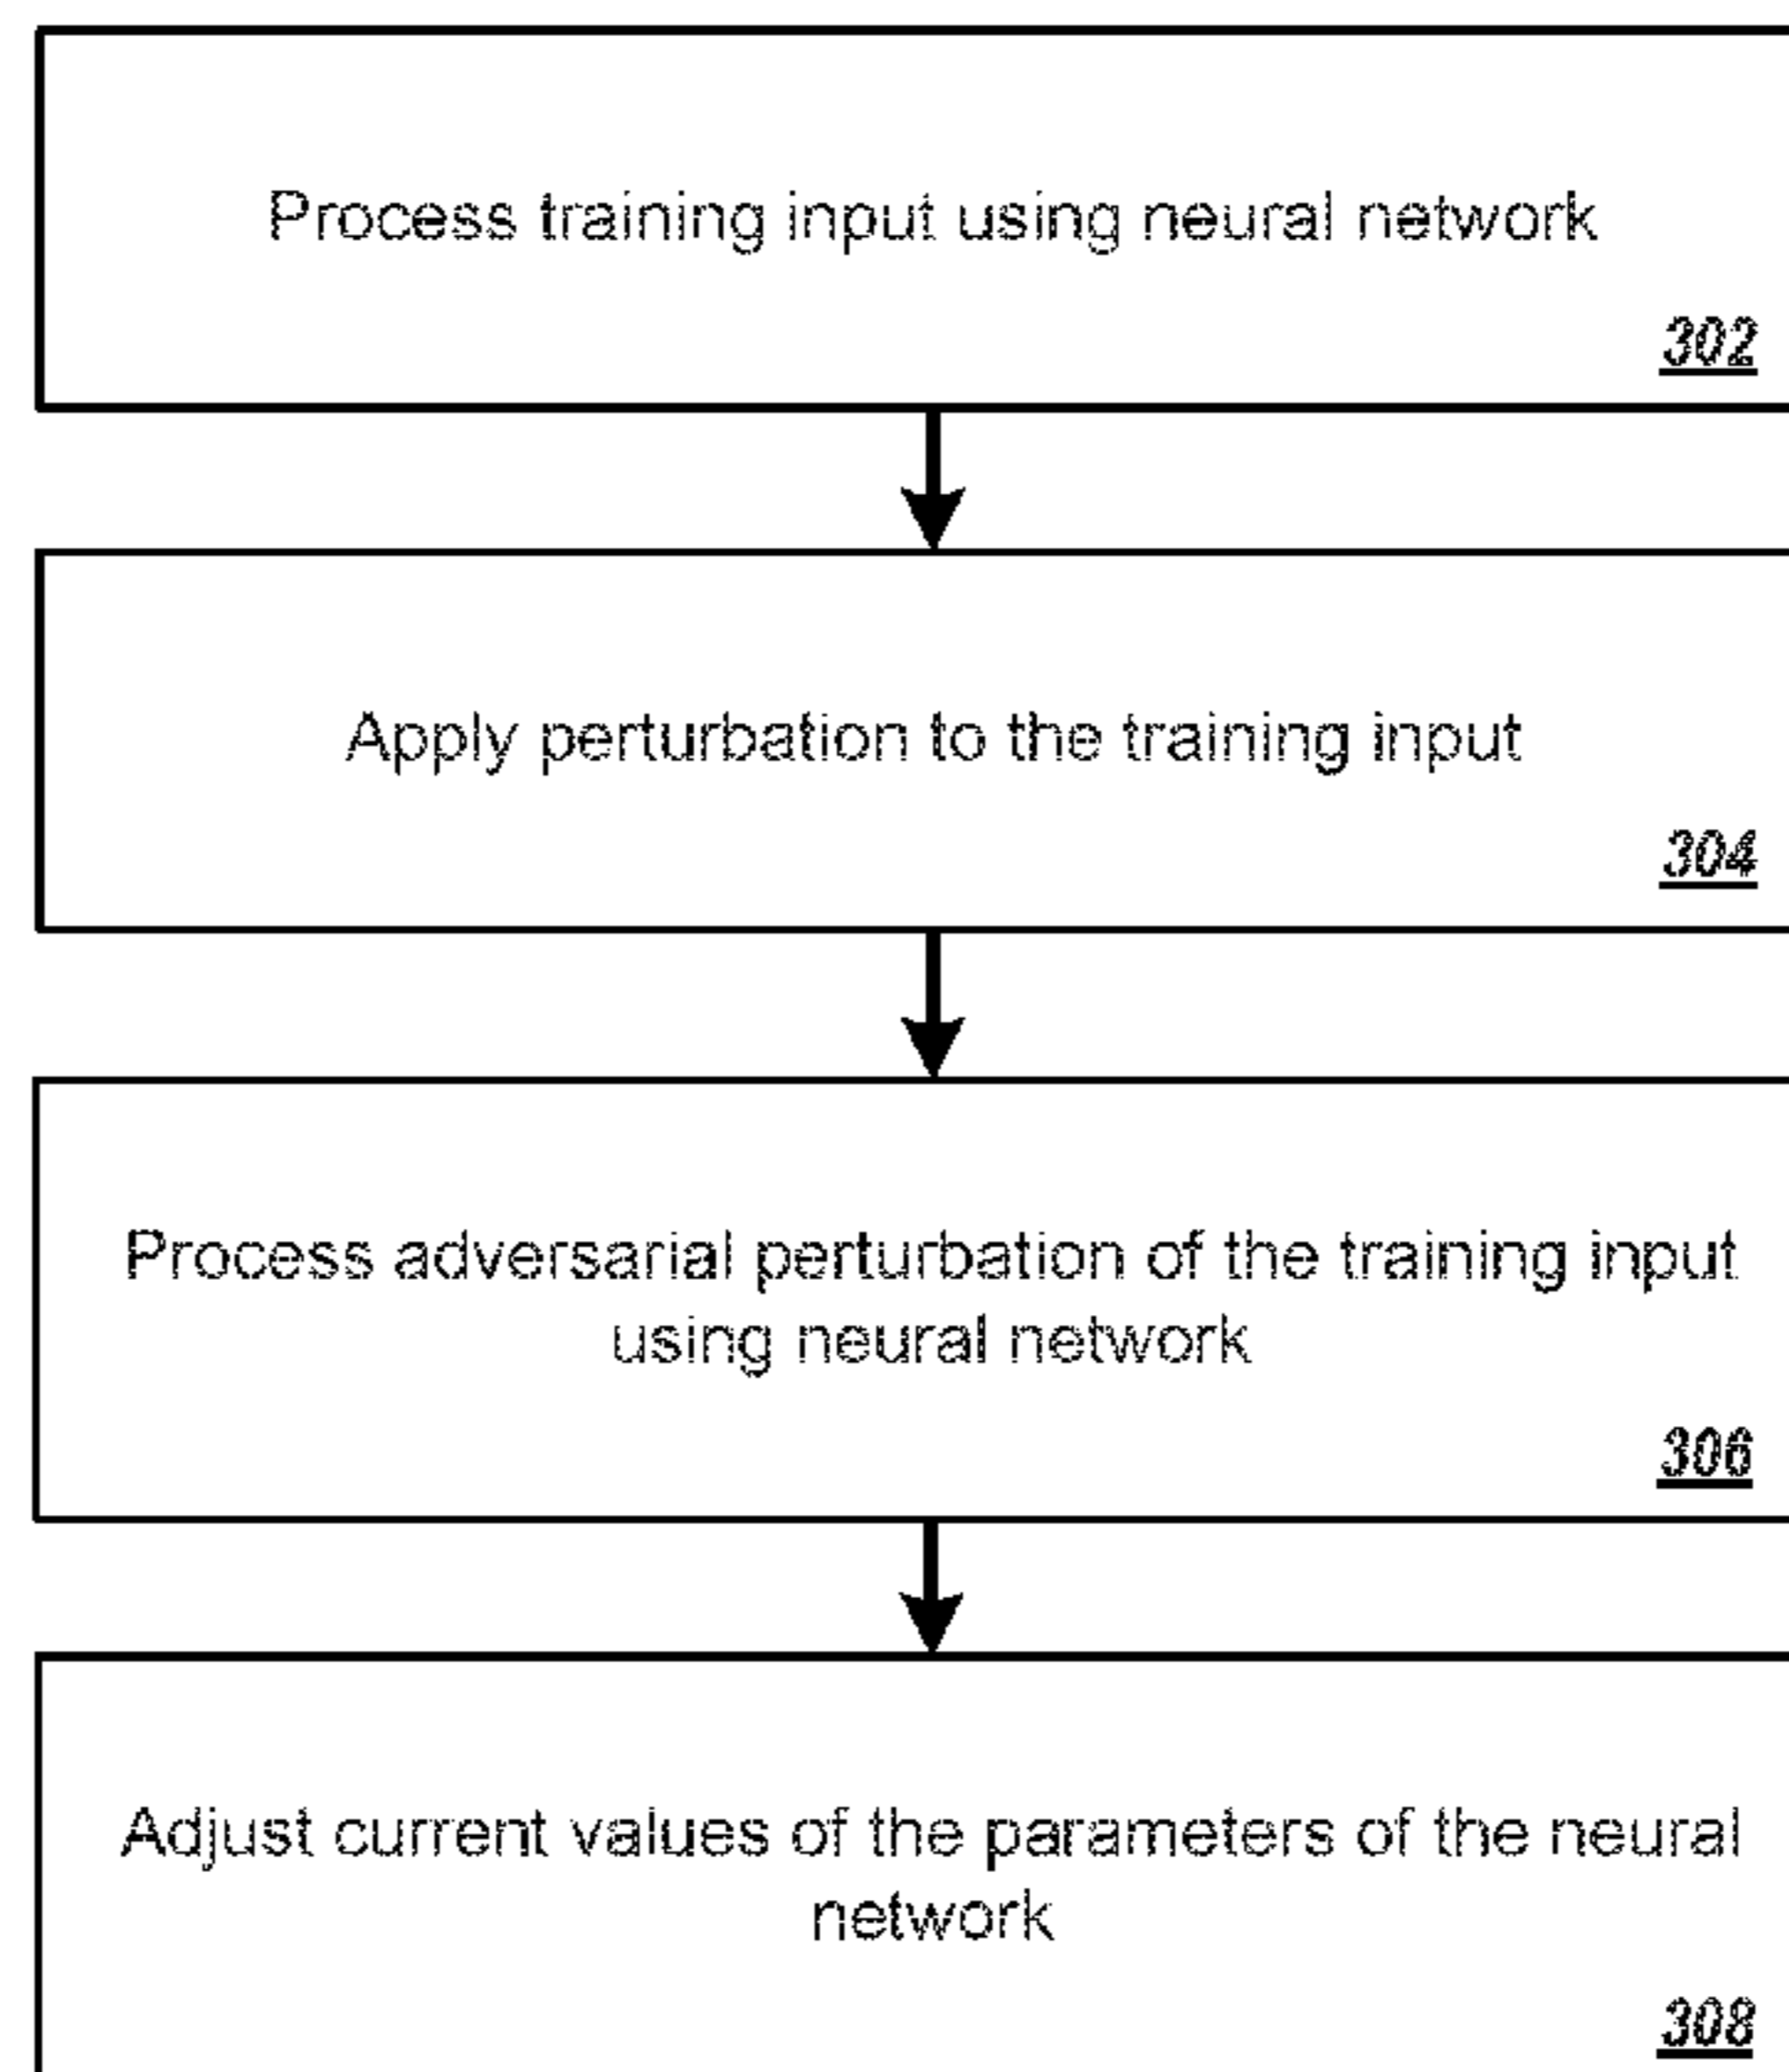 Process training input using neural network
302
Apply perturbation to the training input
304
Process adversarial perturbation of the training input
using neural network
306
Adjust current values of the parameters of the neural
network
308